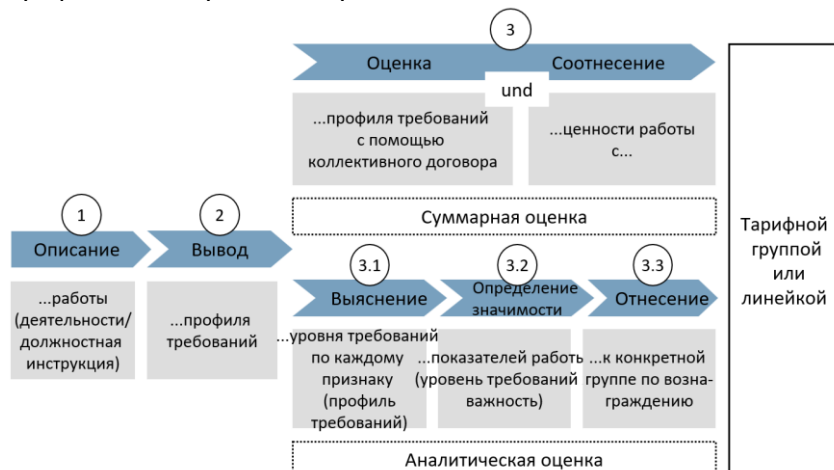 3
Оценка
Соотнесение
und
...профиля требований
с помощью
коллективного договора
...ценности работы
с...
Суммарная оценка
1
Описание
...работы
(деятельности/
должностная
инструкция)
2
Вывод
...профиля
требований
3.1
Выяснение
...уровня требований
по каждому
признаку
(профиль
требований)
3.2
Определение
значимости
...показателей работы
(уровень требований
важность)
3.3
Отнесение
...к конкретной
группе по возна-
граждению
Аналитическая оценка
Тарифной
группой
или
линейкой